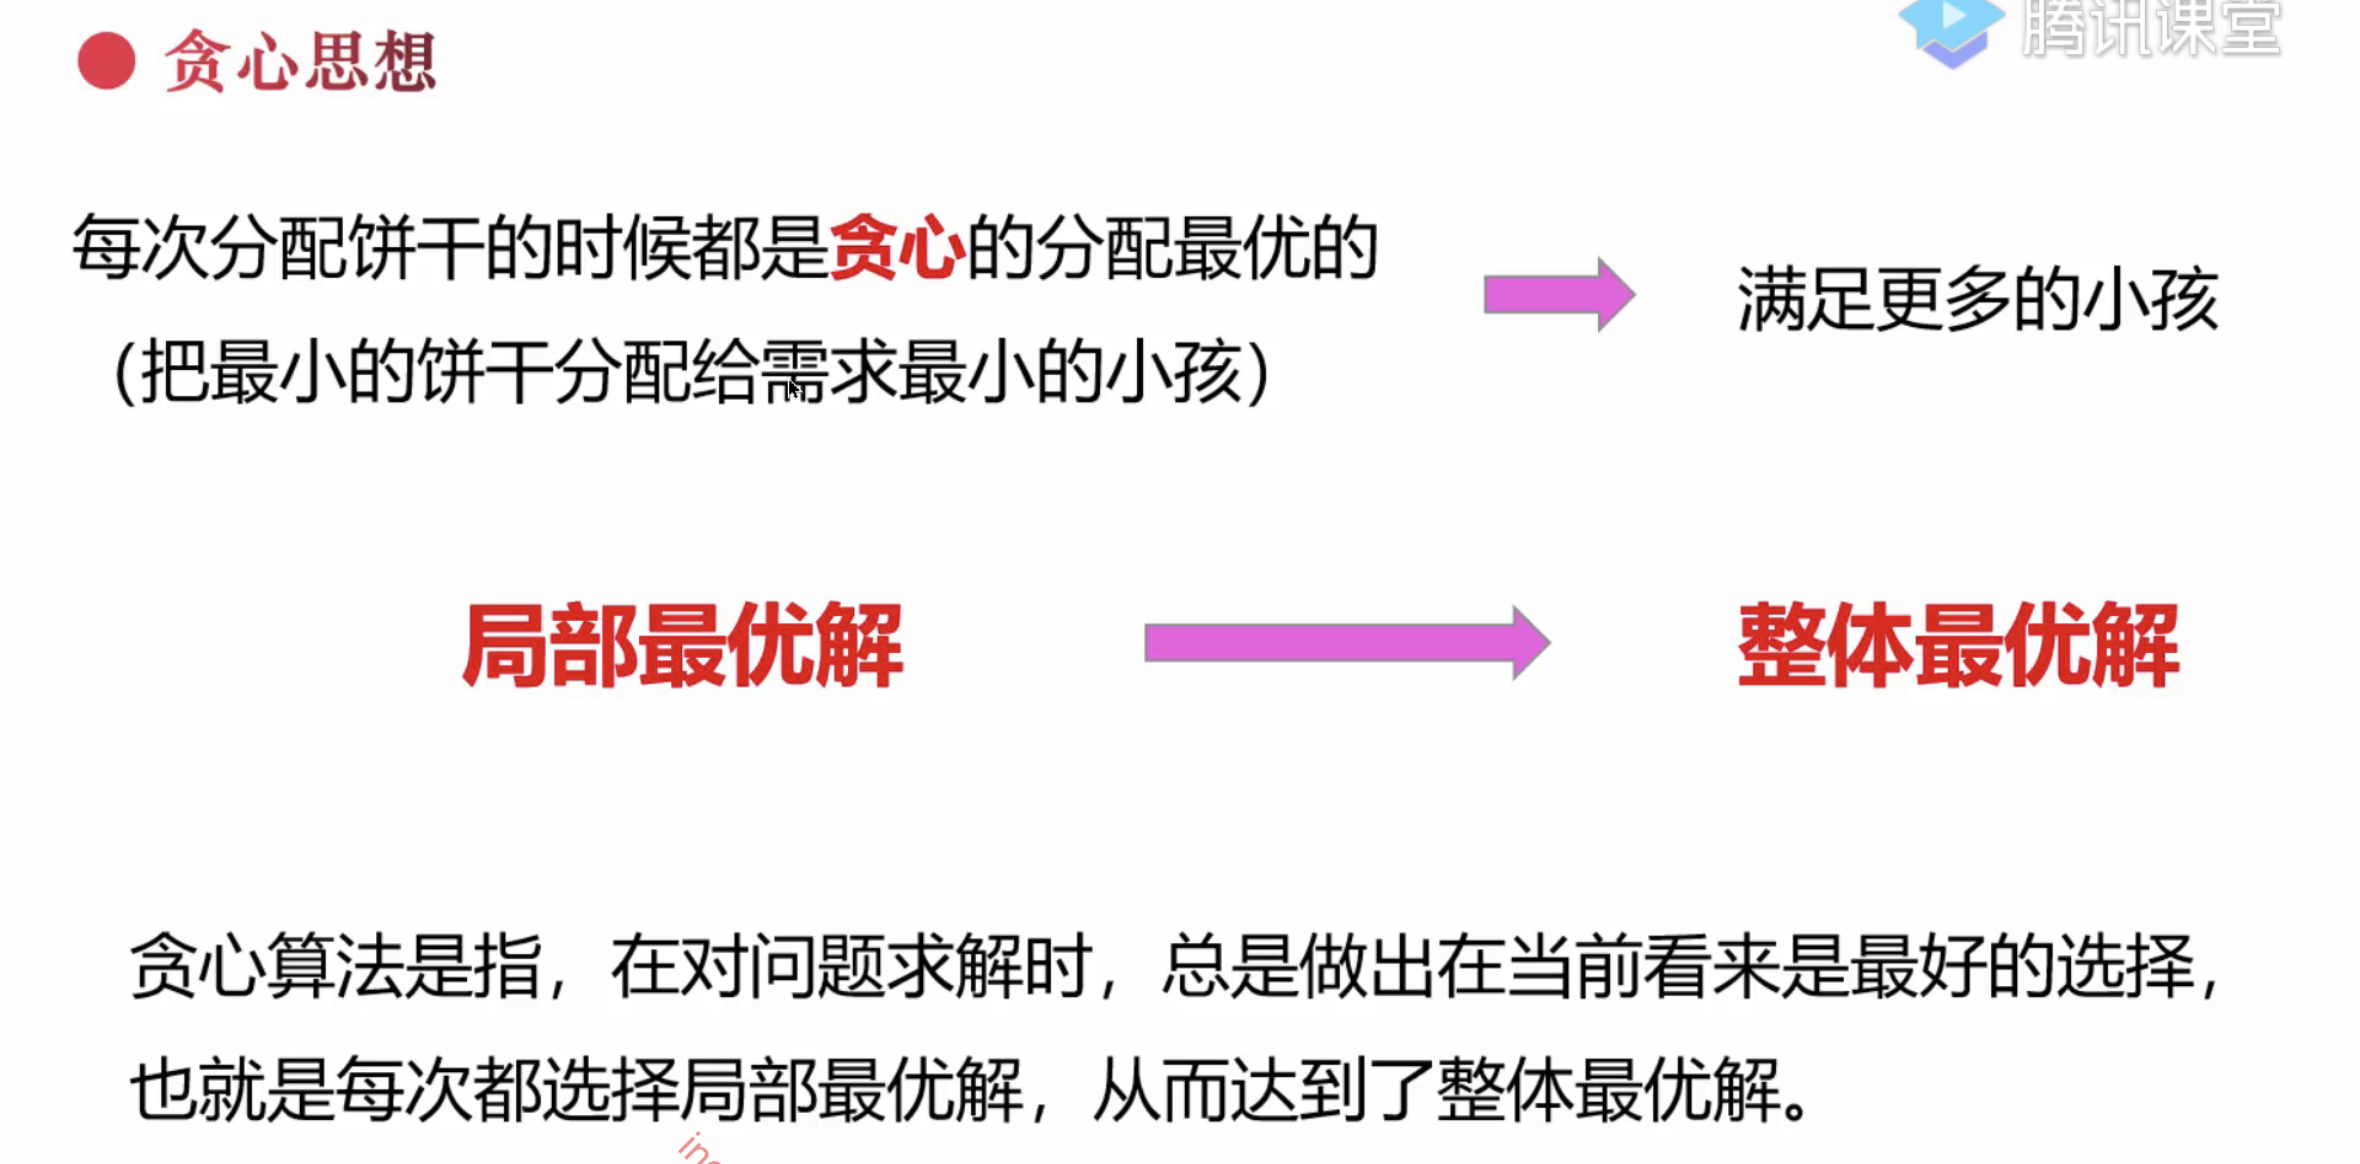 贪心思想
腾讯课堂
每次分配饼干的时候都是贪心的分配最优的
（把最小的饼干分配给需求最小的小孩）
满足更多的小孩
局部最优解
整体最优解
贪心算法是指，在对问题求解时，总是做出在当前看来是最好的选择，
也就是每次都选择局部最优解，从而达到了整体最优解。